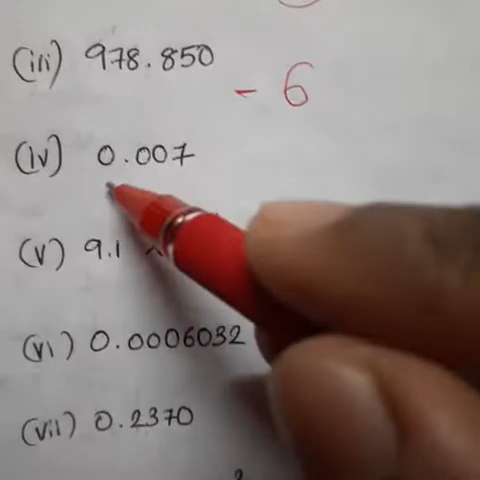 (iii) 978.850 - 6
(iv) 0.007
(v) 9.1
(vi) 0.0006032
(vii) 0.2370